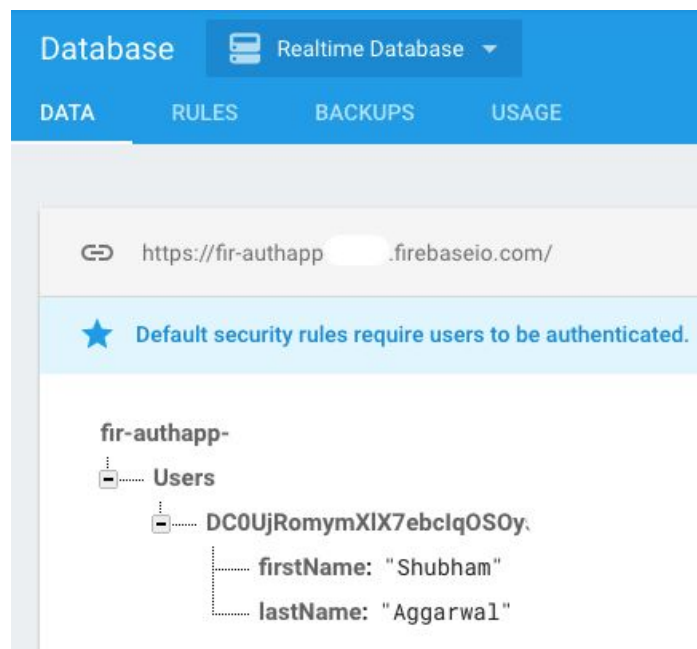 Database Realtime Database
DATA RULES BACKUPS USAGE
https://fir-authapp .firebaseio.com/
Default security rules require users to be authenticated.
fir-authapp-
Users
DC0UjRomymXlX7ebclqOSOy
firstName: "Shubham"
lastName: "Aggarwal"